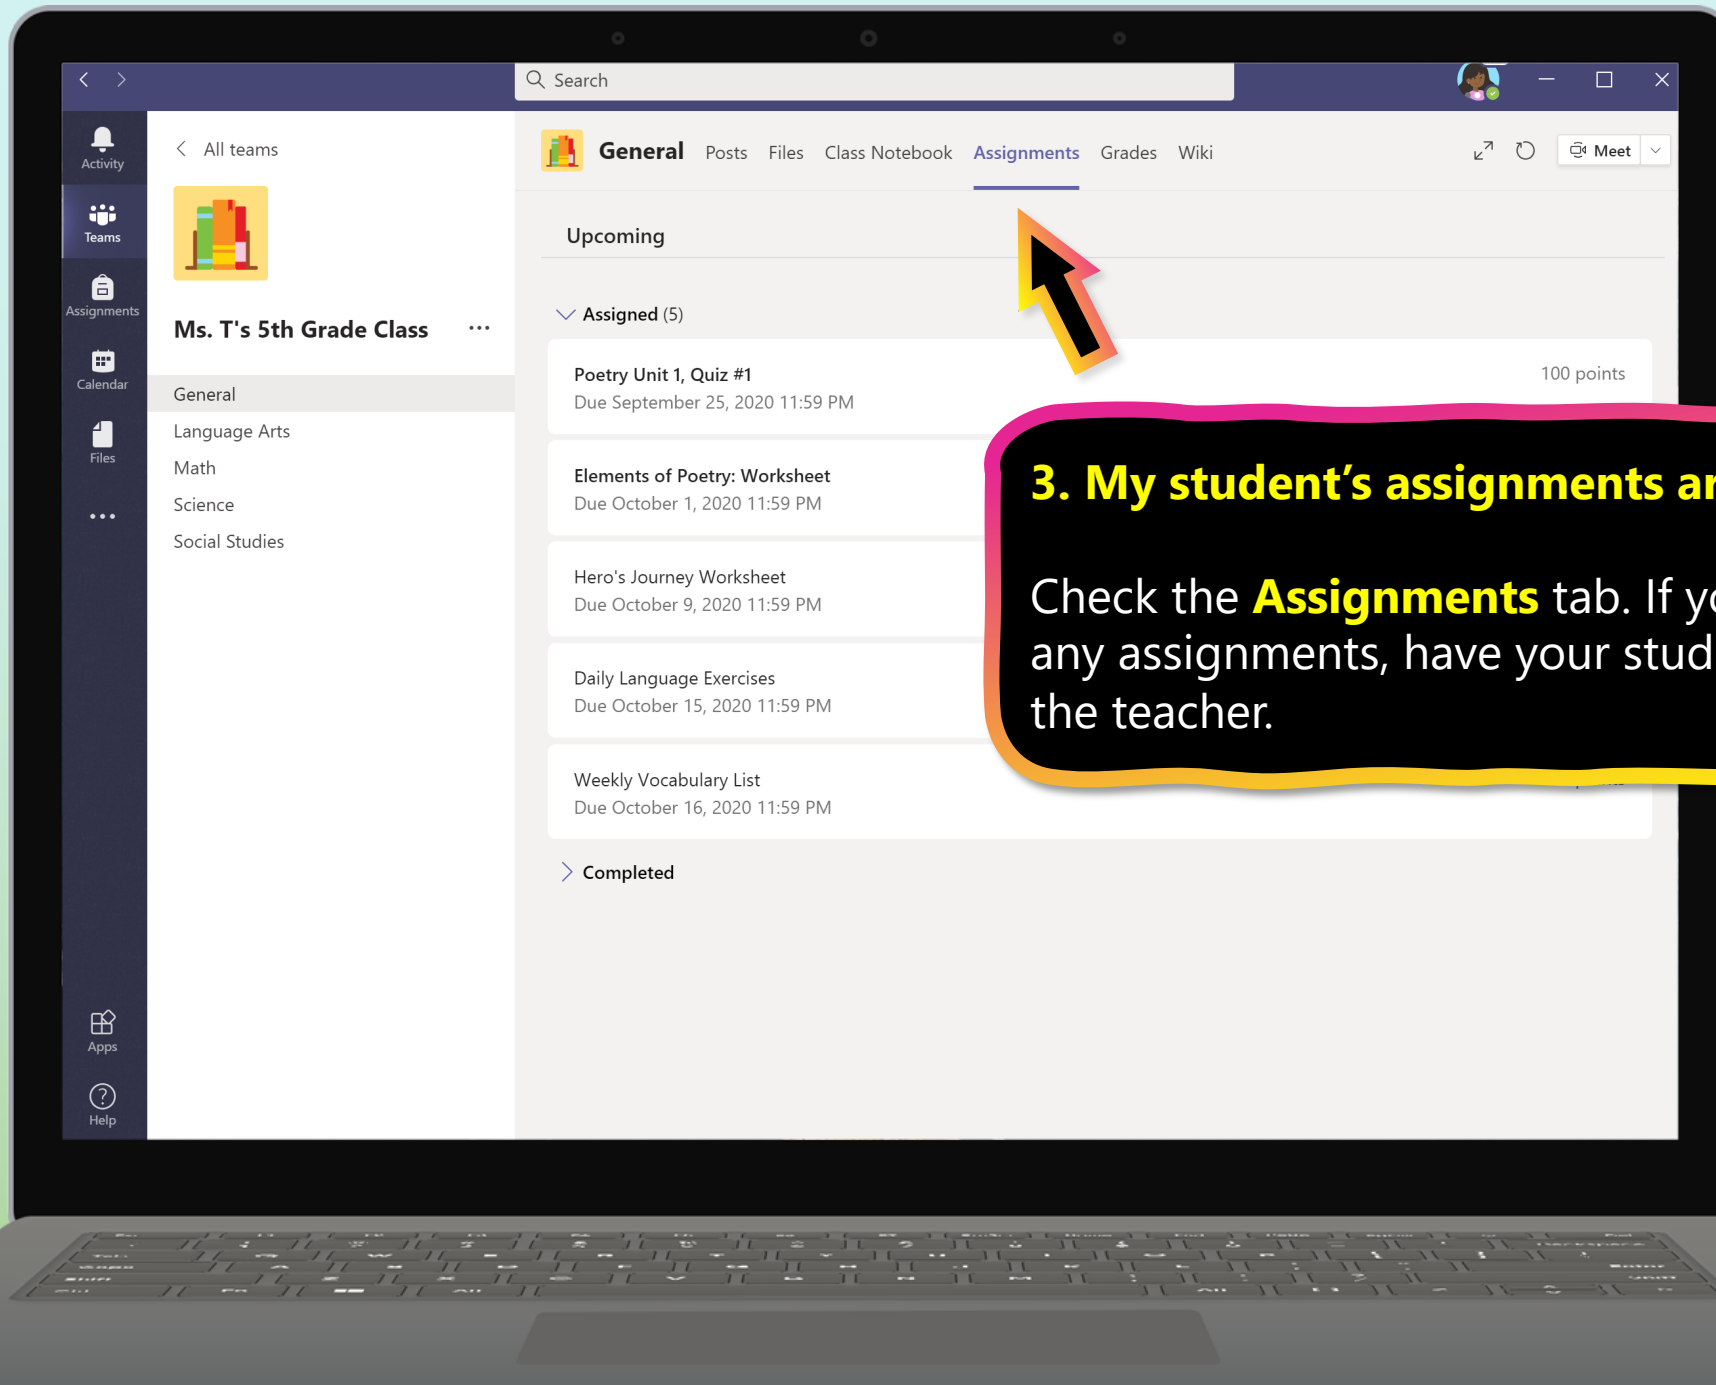 Search
Activity
Teams
Assignments
Calendar
Files
Apps
Help
All teams
Ms. T's 5th Grade Class
General
Language Arts
Math
Science
Social Studies
General Posts Files Class Notebook Assignments Grades Wiki
Meet
Upcoming
Assigned (5)
Poetry Unit 1, Quiz #1
100 points
Due September 25, 2020 11:59 PM
Elements of Poetry: Worksheet
Due October 1, 2020 11:59 PM
Hero's Journey Worksheet
Due October 9, 2020 11:59 PM
Daily Language Exercises
Due October 15, 2020 11:59 PM
Weekly Vocabulary List
Due October 16, 2020 11:59 PM
Completed
3. My student’s assignments
Check the Assignments tab. If
any assignments, have your
the teacher.